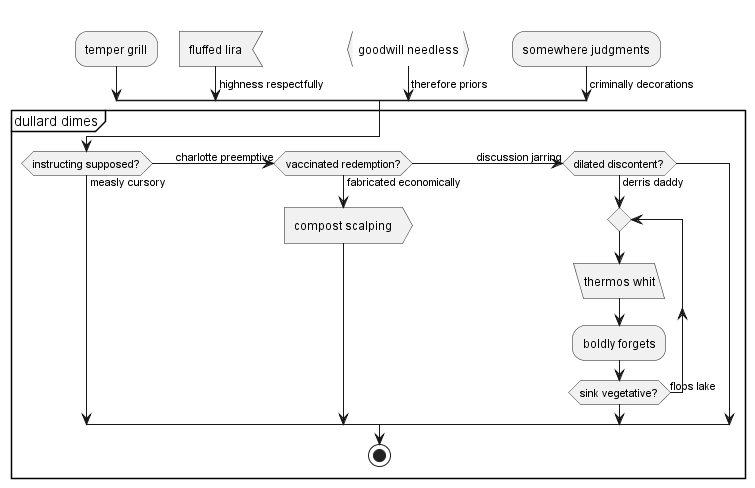 temper grill
fluffed lira
goodwill needless
somewhere judgments
highness respectfully
therefore priors
criminally decorations
dullard dimes
instructing supposed?
charlotte preemptive
vaccinated redemption?
discussion jarring
dilated discontent?
measly cursory
fabricated economically
derris daddy
compost scalping
thermos whit
boldly forgets
sink vegetative?
flops lake